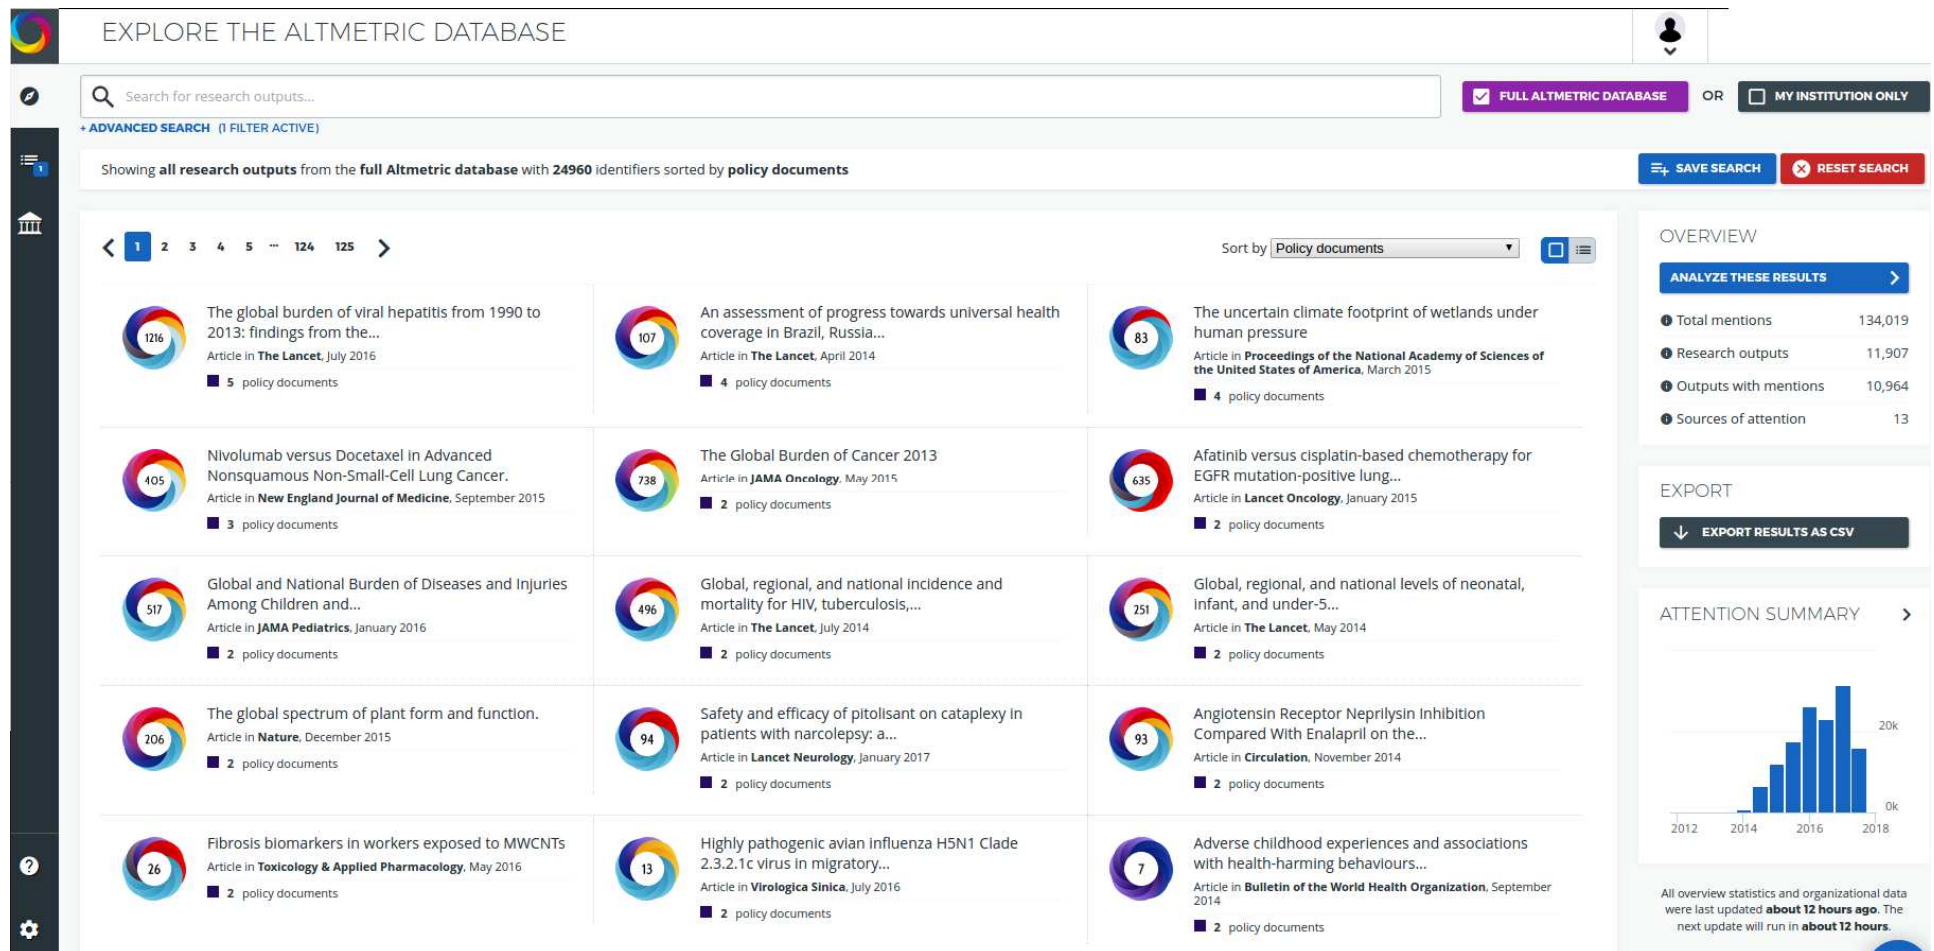 EXPLORE THE ALTMETRIC DATABASE
Search for research outputs...
FULL ALTMETRIC DATABASE
OR
MY INSTITUTION ONLY
+ ADVANCED SEARCH (1 FILTER ACTIVE)
1
Showing all research outputs from the full Altmetric database with 24960 identifiers sorted by policy documents
SAVE SEARCH
RESET SEARCH
1 2 3 4 5 ... 124 125
Sort by Policy documents
1216
The global burden of viral hepatitis from 1990 to
2013: findings from the...
Article in The Lancet, July 2016
5 policy documents
107
An assessment of progress towards universal health
coverage in Brazil, Russia...
Article in The Lancet, April 2014
4 policy documents
83
The uncertain climate footprint of wetlands under
human pressure
Article in Proceedings of the National Academy of Sciences of
the United States of America, March 2015
4 policy documents
405
Nivolumab versus Docetaxel in Advanced
Nonsquamous Non-Small-Cell Lung Cancer.
Article in New England Journal of Medicine, September 2015
3 policy documents
738
The Global Burden of Cancer 2013
Article in JAMA Oncology, May 2015
2 policy documents
635
Afatinib versus cisplatin-based chemotherapy for
EGFR mutation-positive lung...
Article in Lancet Oncology, January 2015
2 policy documents
517
Global and National Burden of Diseases and Injuries
Among Children and...
Article in JAMA Pediatrics, January 2016
2 policy documents
496
Global, regional, and national incidence and
mortality for HIV, tuberculosis,...
Article in The Lancet, July 2014
2 policy documents
251
Global, regional, and national levels of neonatal,
infant, and under-5...
Article in The Lancet, May 2014
2 policy documents
206
The global spectrum of plant form and function.
Article in Nature, December 2015
2 policy documents
94
Safety and efficacy of pitolisant on cataplexy in
patients with narcolepsy: a...
Article in Lancet Neurology, January 2017
2 policy documents
93
Angiotensin Receptor Neprilysin Inhibition
Compared With Enalapril on the...
Article in Circulation, November 2014
2 policy documents
26
Fibrosis biomarkers in workers exposed to MWCNTs
Article in Toxicology & Applied Pharmacology, May 2016
2 policy documents
13
Highly pathogenic avian influenza H5N1 Clade
2.3.2.1c virus in migratory...
Article in Virologica Sinica, July 2016
2 policy documents
7
Adverse childhood experiences and associations
with health-harming behaviours...
Article in Bulletin of the World Health Organization, September
2014
2 policy documents
OVERVIEW
ANALYZE THESE RESULTS
Total mentions 134,019
Research outputs 11,907
Outputs with mentions 10,964
Sources of attention 13
EXPORT
EXPORT RESULTS AS CSV
ATTENTION SUMMARY
20k
0k
2012 2014 2016 2018
All overview statistics and organizational data
were last updated about 12 hours ago. The
next update will run in about 12 hours.